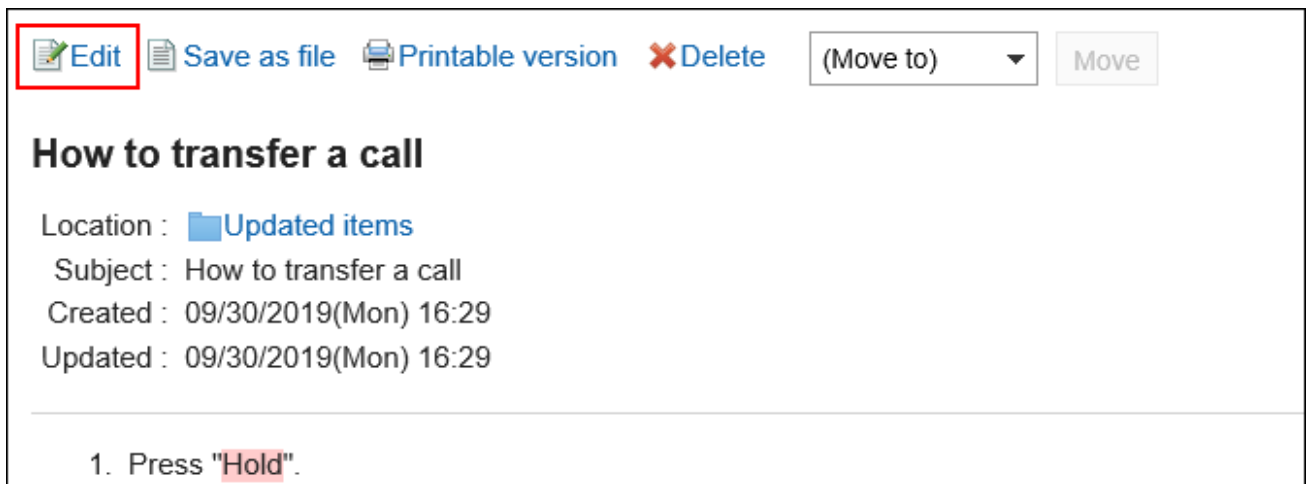 Edit Save as file Printable version Delete (Move to) Move
How to transfer a call
Location : Updated items
Subject : How to transfer a call
Created : 09/30/2019(Mon) 16:29
Updated : 09/30/2019(Mon) 16:29
1. Press "Hold".